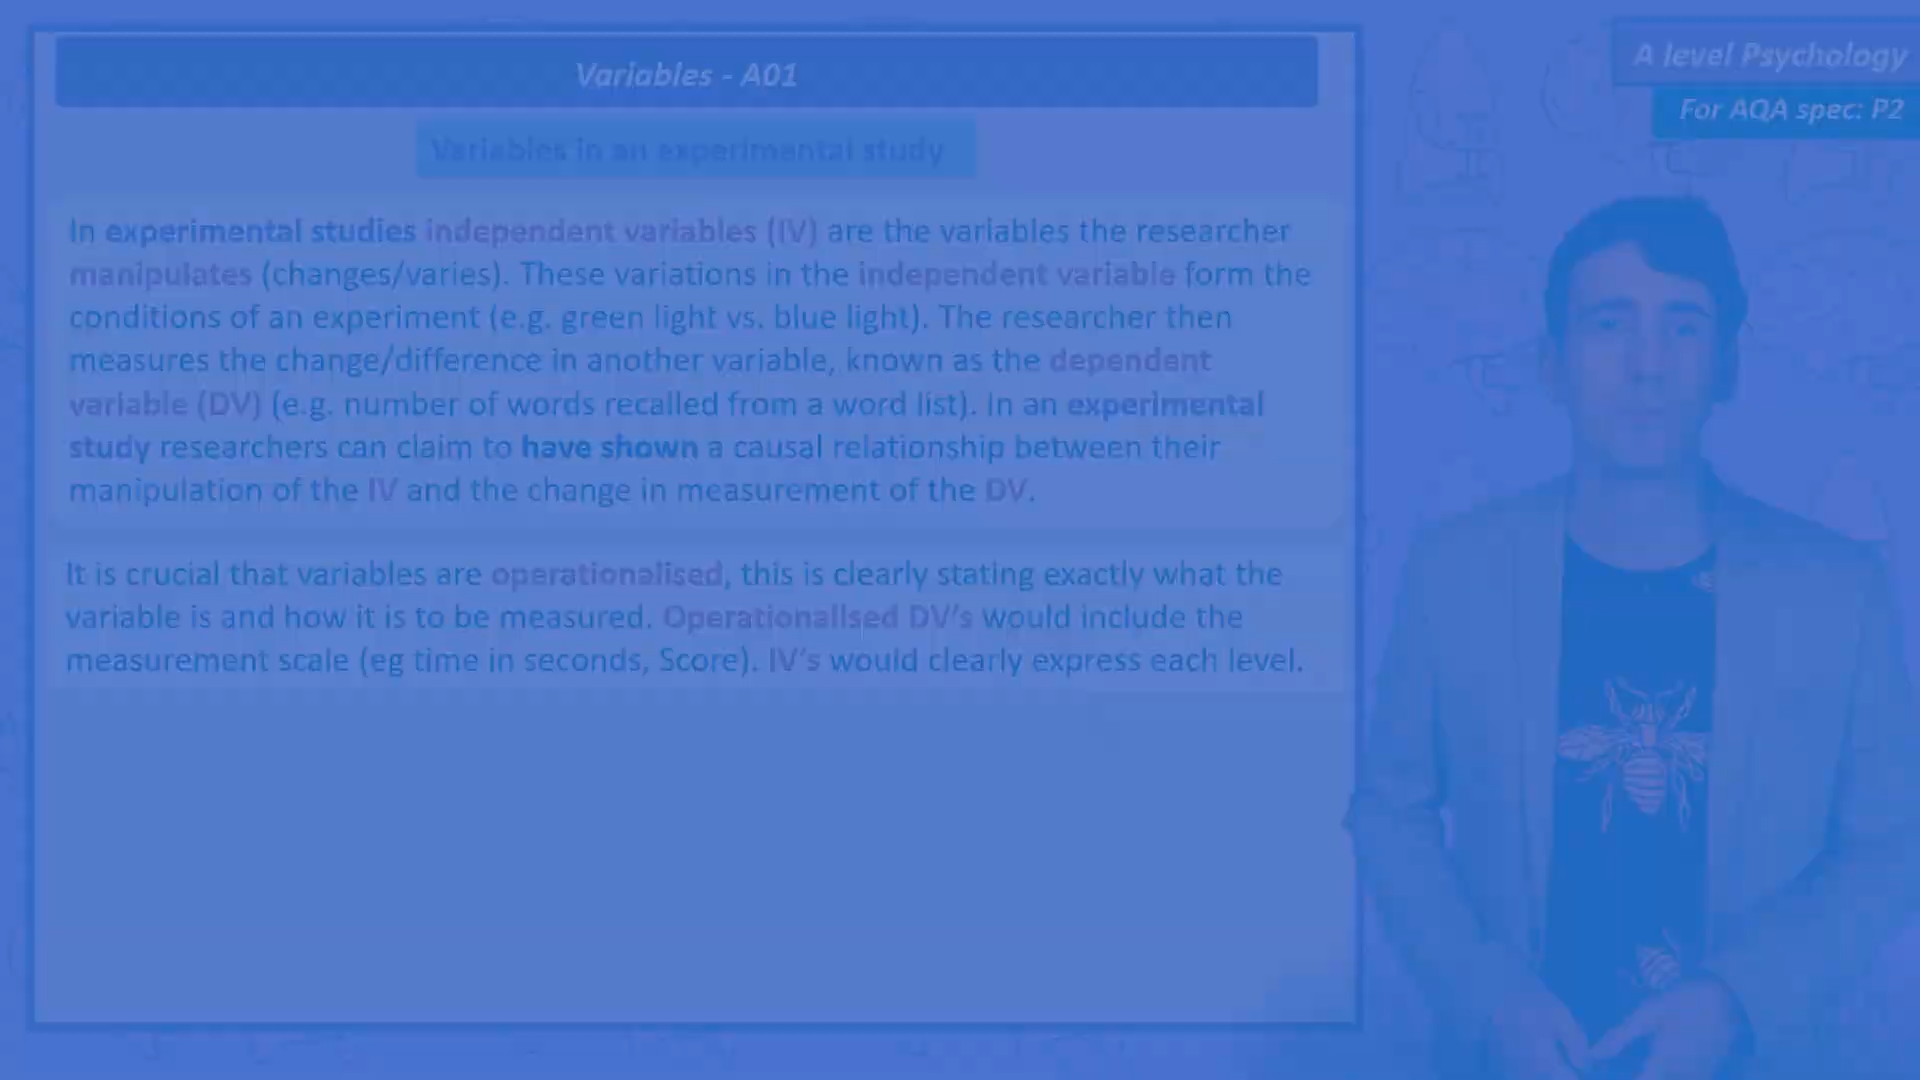 Variables - A01
A level Psychology
For AQA spec: P2
Variables in an experimental study
In experimental studies independent variables (IV) are the variables the researcher
manipulates (changes/varies). These variations in the independent variable form the
conditions of an experiment (e.g. green light vs. blue light). The researcher then
measures the change/difference in another variable, known as the dependent
variable (DV) (e.g. number of words recalled from a word list). In an experimental
study researchers can claim to have shown a causal relationship between their
manipulation of the IV and the change in measurement of the DV.
It is crucial that variables are operationalised, this is clearly stating exactly what the
variable is and how it is to be measured. Operationalised DV's would include the
measurement scale (eg time in seconds, Score). IV's would clearly express each level.